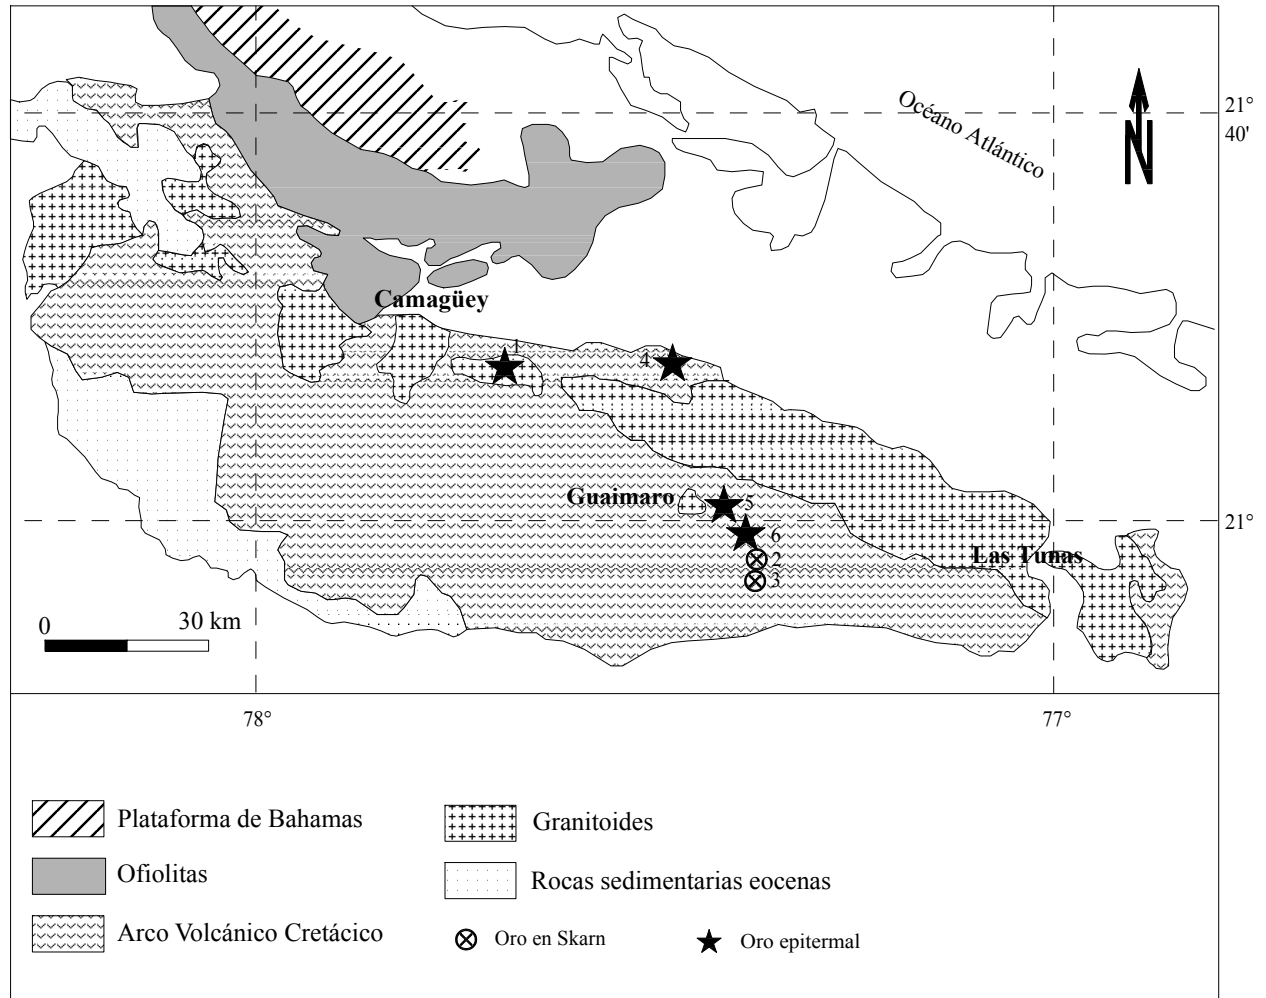 Océano Atlántico
21°
40'
N
Camagüey
1
4
Guaimaro
5
21°
6
2
Las Tunas
3
0
30 km
78°
77°
Plataforma de Bahamas
Granitoides
Ofiolitas
Rocas sedimentarias eocenas
Arco Volcánico Cretácico
Oro en Skarn
Oro epitermal